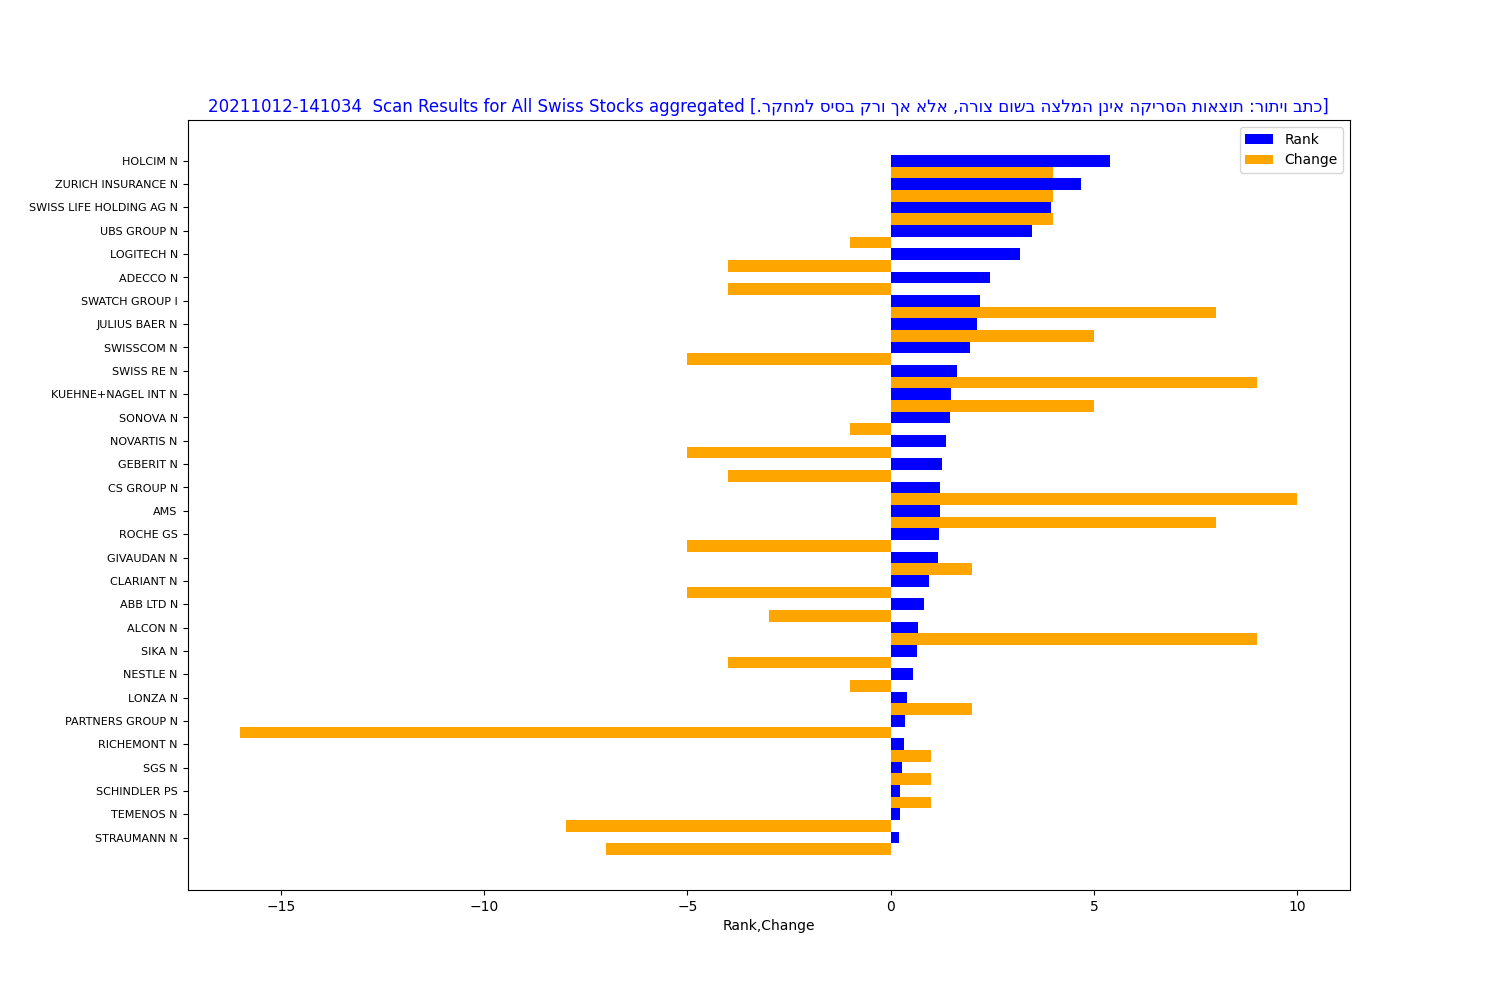 20211012-141034  Scan Results for All Swiss Stocks aggregated [כתב ויתור: תוצאות הסריקה אינן המלצה בשום צורה, אלא אך ורק בסיס למחקר.]
Rank
Change
HOLCIM N
ZURICH INSURANCE N
SWISS LIFE HOLDING AG N
UBS GROUP N
LOGITECH N
ADECCO N
SWATCH GROUP I
JULIUS BAER N
SWISSCOM N
SWISS RE N
KUEHNE+NAGEL INT N
SONOVA N
NOVARTIS N
GEBERIT N
CS GROUP N
AMS
ROCHE GS
GIVAUDAN N
CLARIANT N
ABB LTD N
ALCON N
SIKA N
NESTLE N
LONZA N
PARTNERS GROUP N
RICHEMONT N
SGS N
SCHINDLER PS
TEMENOS N
STRAUMANN N
−15 −10 −5 0 5 10
Rank,Change